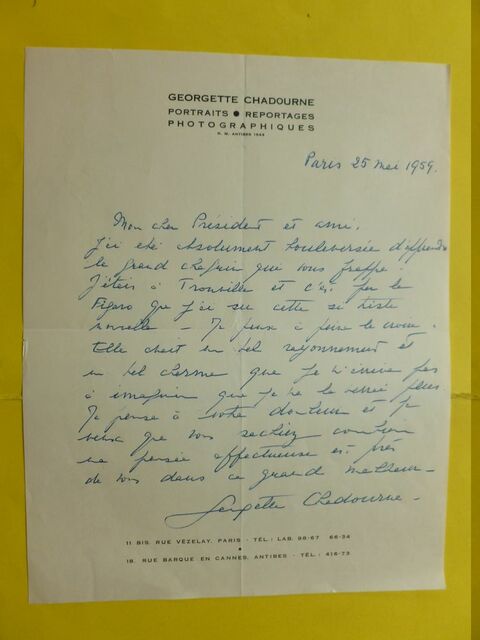 GEORGETTE CHADOURNE
PORTRAITS ● REPORTAGES
PHOTOGRAPHIQUES
R. M. ANTIBES 1265
Paris 25 mai 1959.
Mon cher Président et ami.
J'ai été absolument bouleversée d'apprendre
le grand chagrin qui vous frappe.
J'étais à Trouville et c'est par le
Figaro que j'ai su cette si triste
nouvelle – Je peux à peine le croire.
Elle était un tel rayonnement et
un tel charme que je n'arrive pas
à imaginer que je ne la verrai plus.
Je pense à votre douleur et je
veux que vous sachiez combien
ma pensée affectueuse est près
de vous dans ce grand malheur –
Georgette Chadourne –
11 BIS. RUE VÉZELAY, PARIS - TÉL.: LAB. 98-67 66-34
●
18, RUE BARQUE EN CANNES, ANTIBES - TÉL.: 416-73